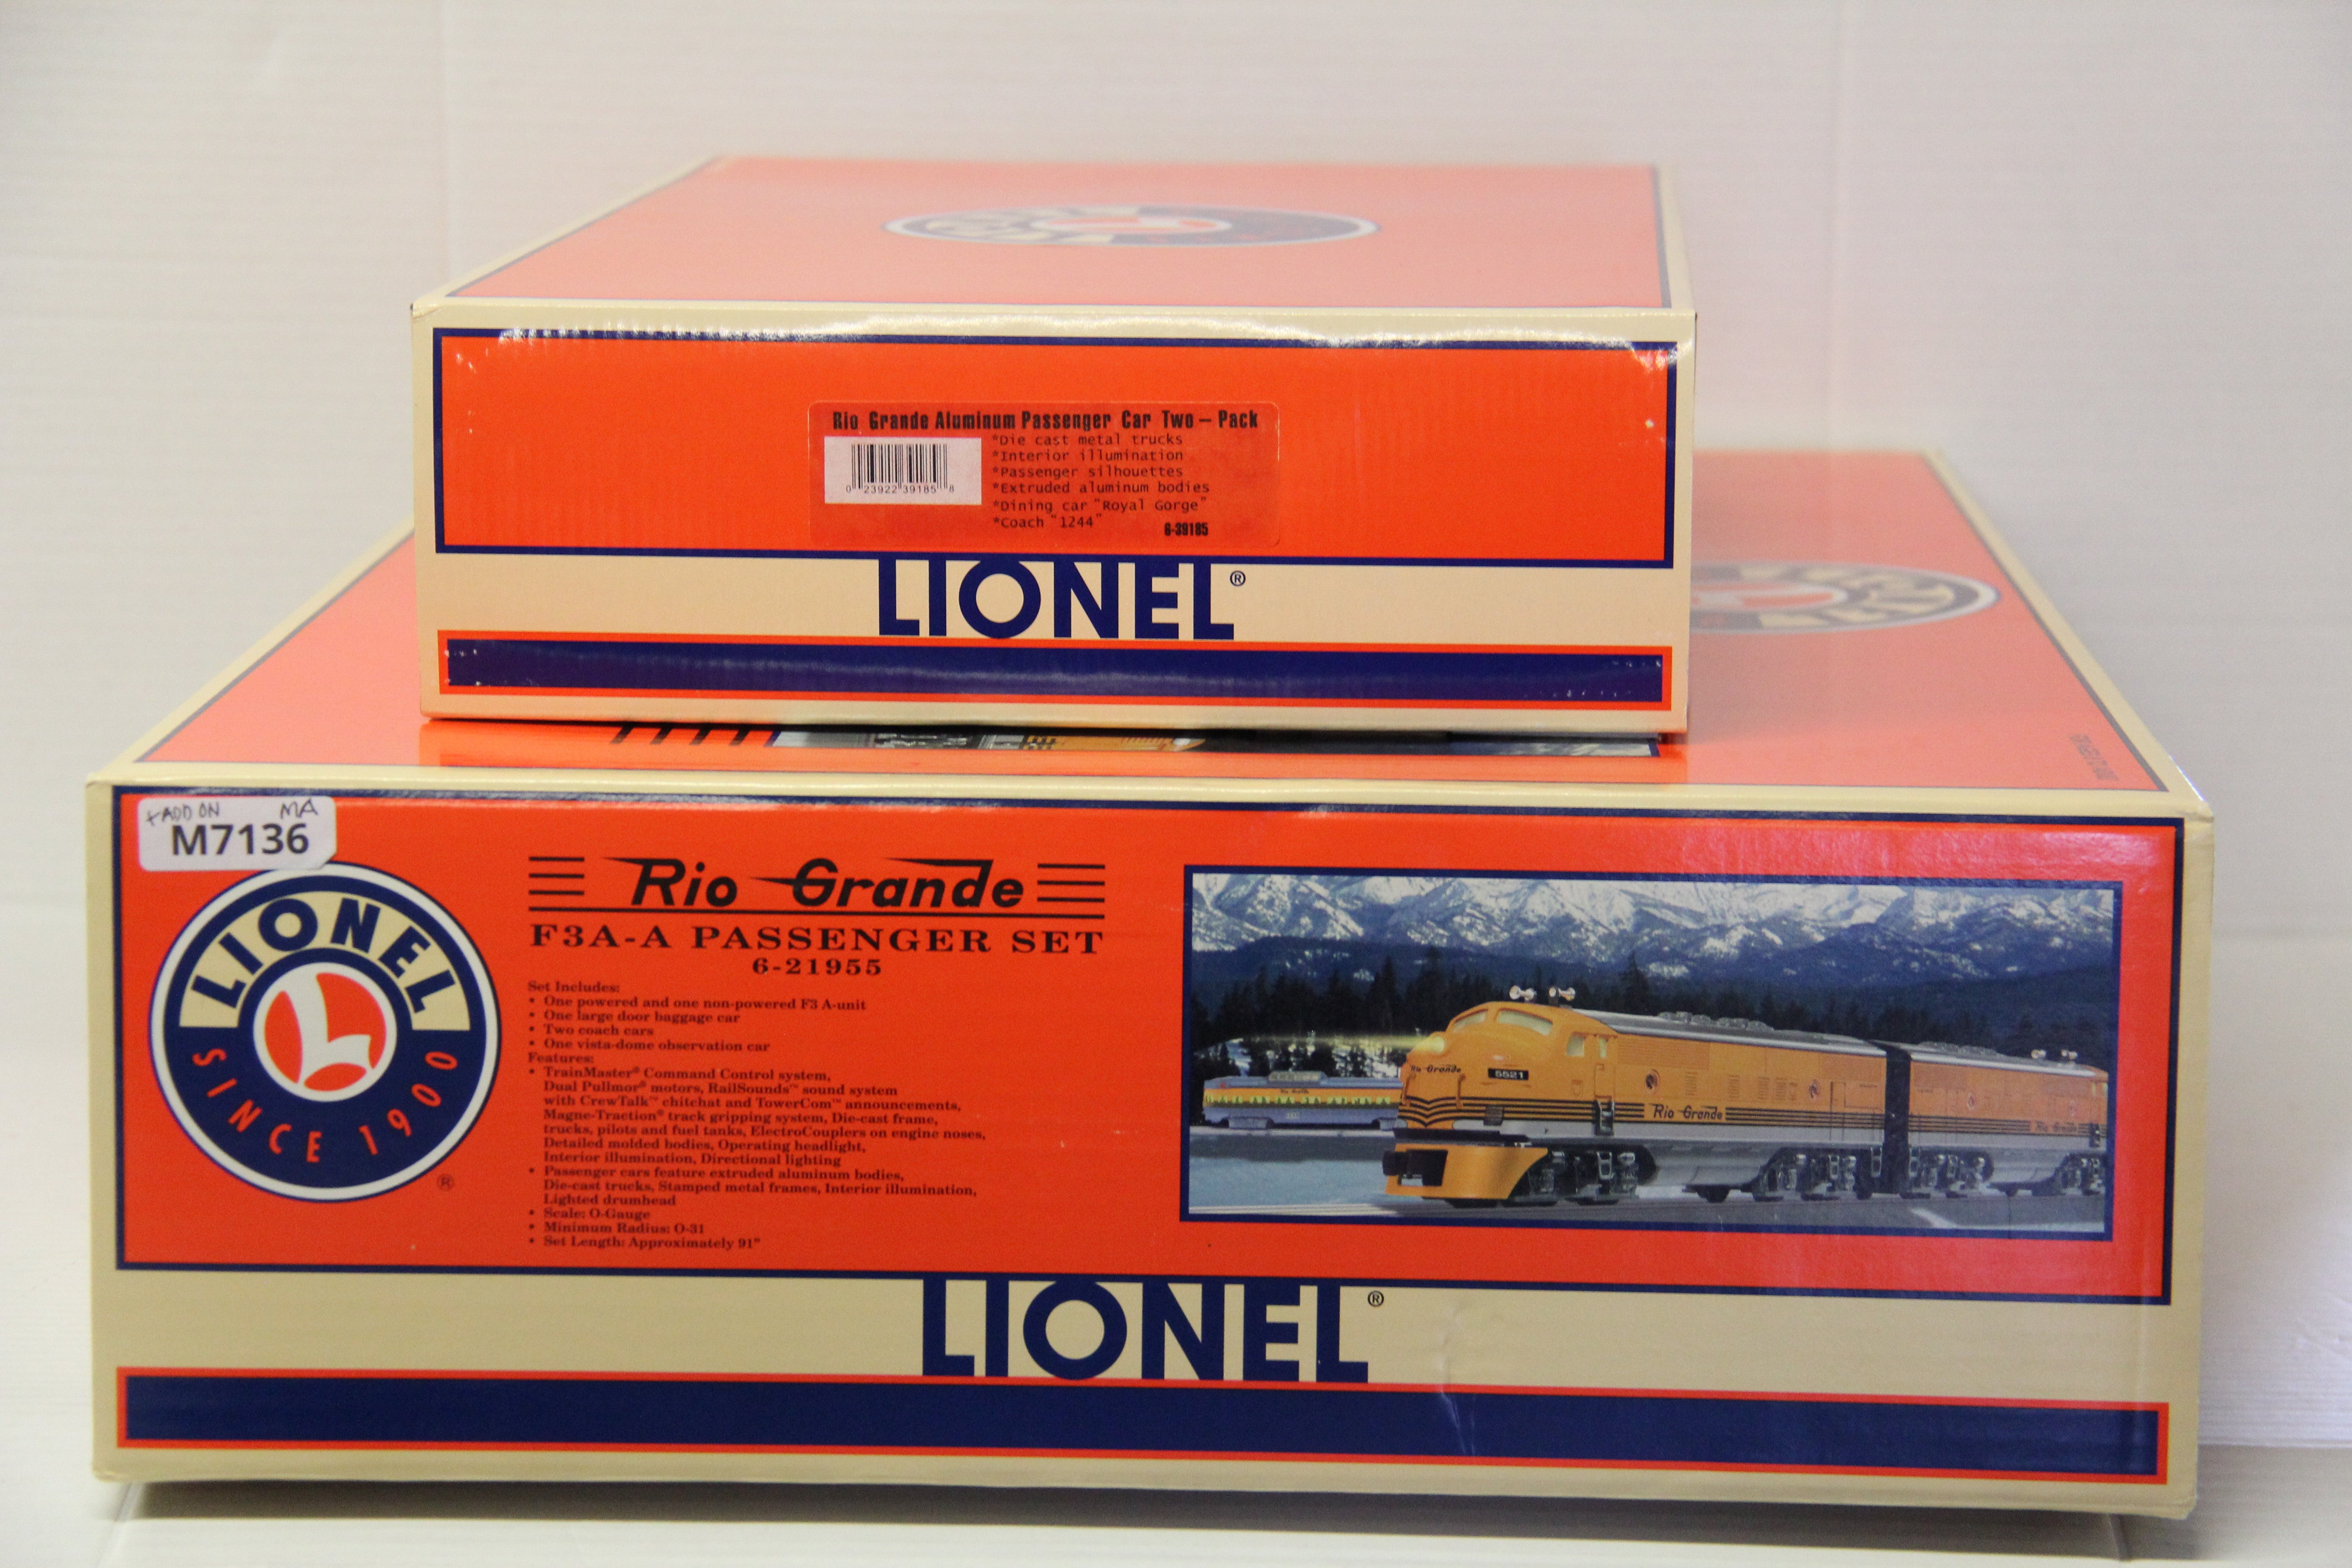 Rio Grande Aluminum Passenger Car Two – Pack
*Die cast metal trucks
*Interior illumination
*Passenger silhouettes
*Extruded aluminum bodies
*Dining car "Royal Gorge"
*Coach "1244"
0 23922 39185 8
6-39185
LIONEL®
+ADD ON MA
M7136
LIONEL
SINCE 1900
®
Rio Grande
F3A-A PASSENGER SET
6-21955
Set Includes:
• One powered and one non-powered F3 A-unit
• One large door baggage car
• Two coach cars
• One vista-dome observation car
Features:
• TrainMaster® Command Control system,
Dual Pullmor® motors, RailSounds™ sound system
with CrewTalk™ chitchat and TowerCom™ announcements,
Magne-Traction® track gripping system, Die-cast frame,
trucks, pilots and fuel tanks, ElectroCouplers on engine noses,
Detailed molded bodies, Operating headlight,
Interior illumination, Directional lighting
• Passenger cars feature extruded aluminum bodies,
Die-cast trucks, Stamped metal frames, Interior illumination,
Lighted drumhead
• Scale: O-Gauge
• Minimum Radius: O-31
• Set Length: Approximately 91"
Rio Grande
5521
Rio Grande
Rio Grande
LIONEL®